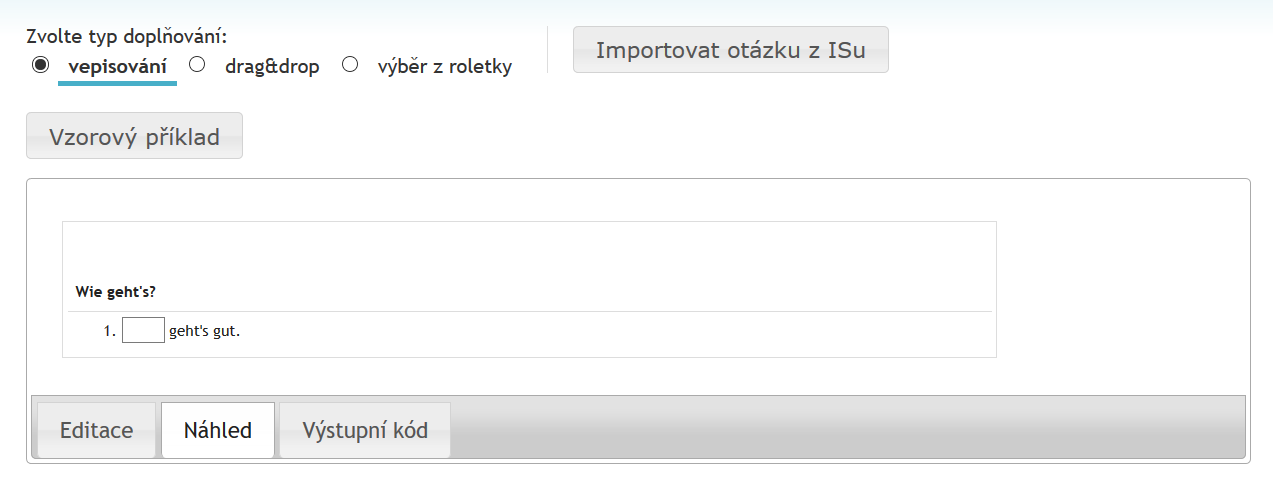 Zvolte typ doplňování:
vepisování drag&drop výběr z roletky
Importovat otázku z ISu
Vzorový příklad
Wie geht's?
1. geht's gut.
Editace Náhled Výstupní kód